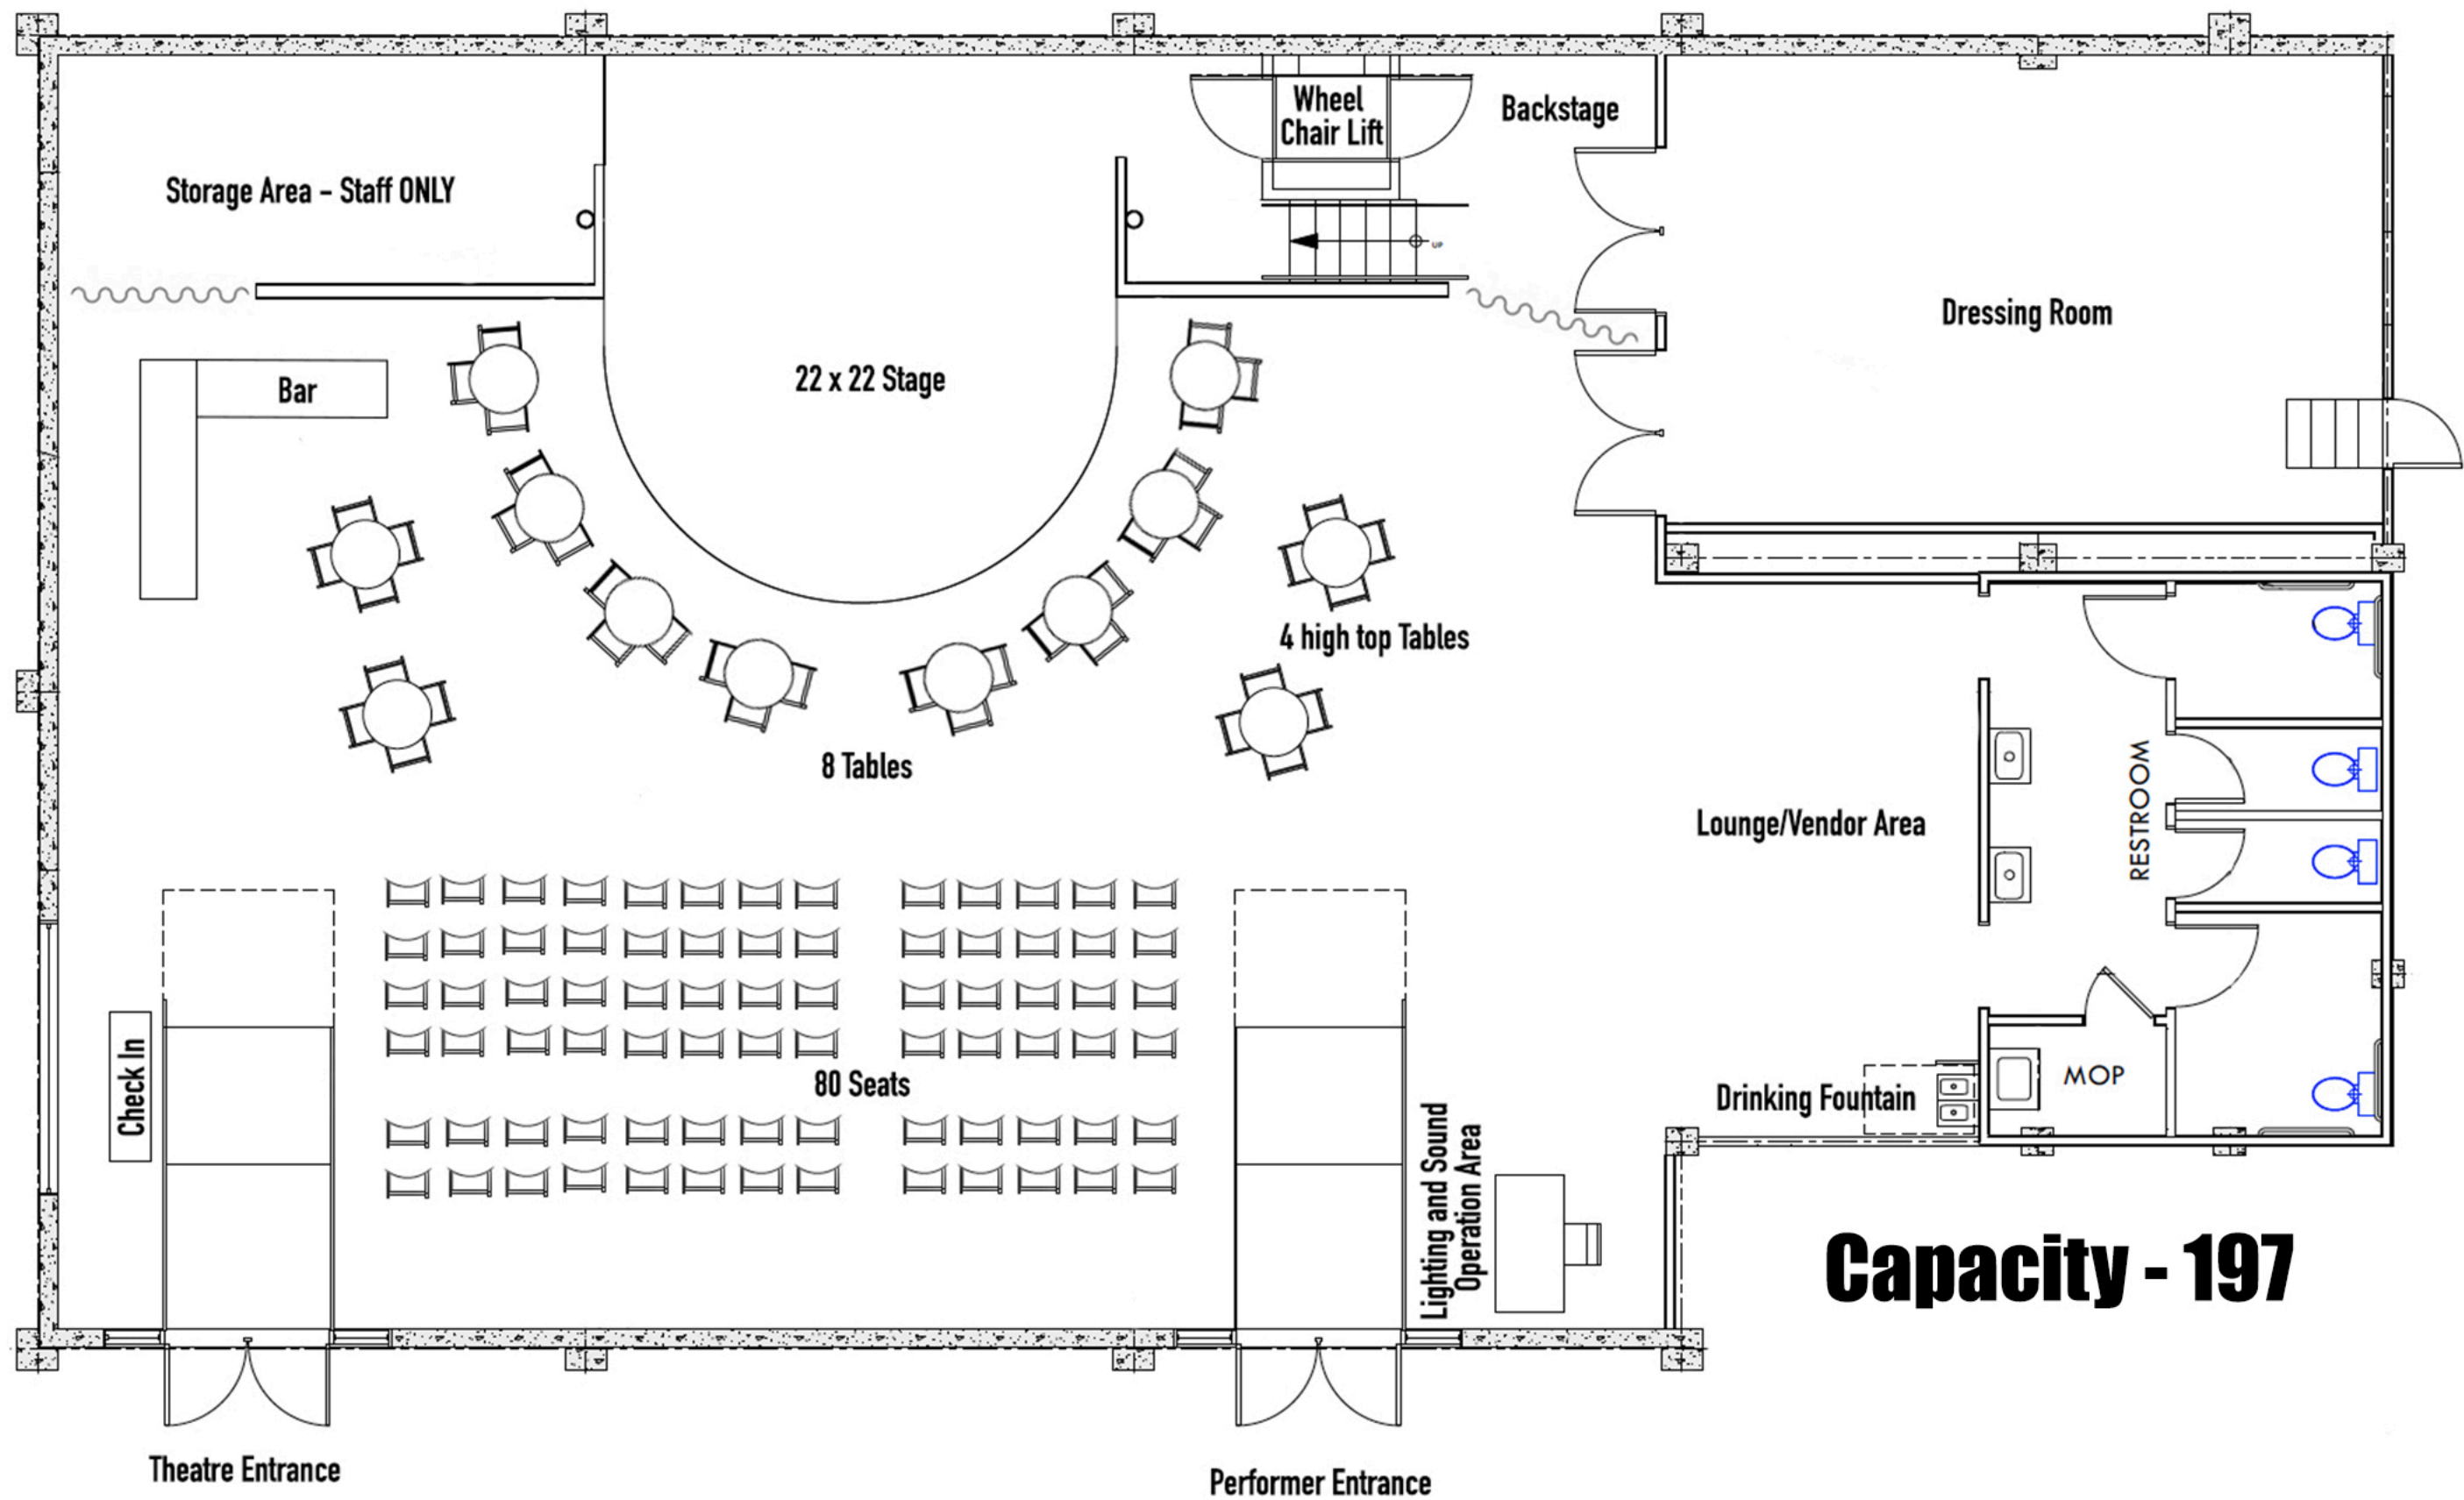 Wheel
Chair Lift
Backstage
Storage Area - Staff ONLY
UP
Dressing Room
22 x 22 Stage
Bar
4 high top Tables
8 Tables
RESTROOM
Lounge/Vendor Area
Check In
80 Seats
MOP
Drinking Fountain
Lighting and Sound
Operation Area
Capacity - 197
Theatre Entrance
Performer Entrance